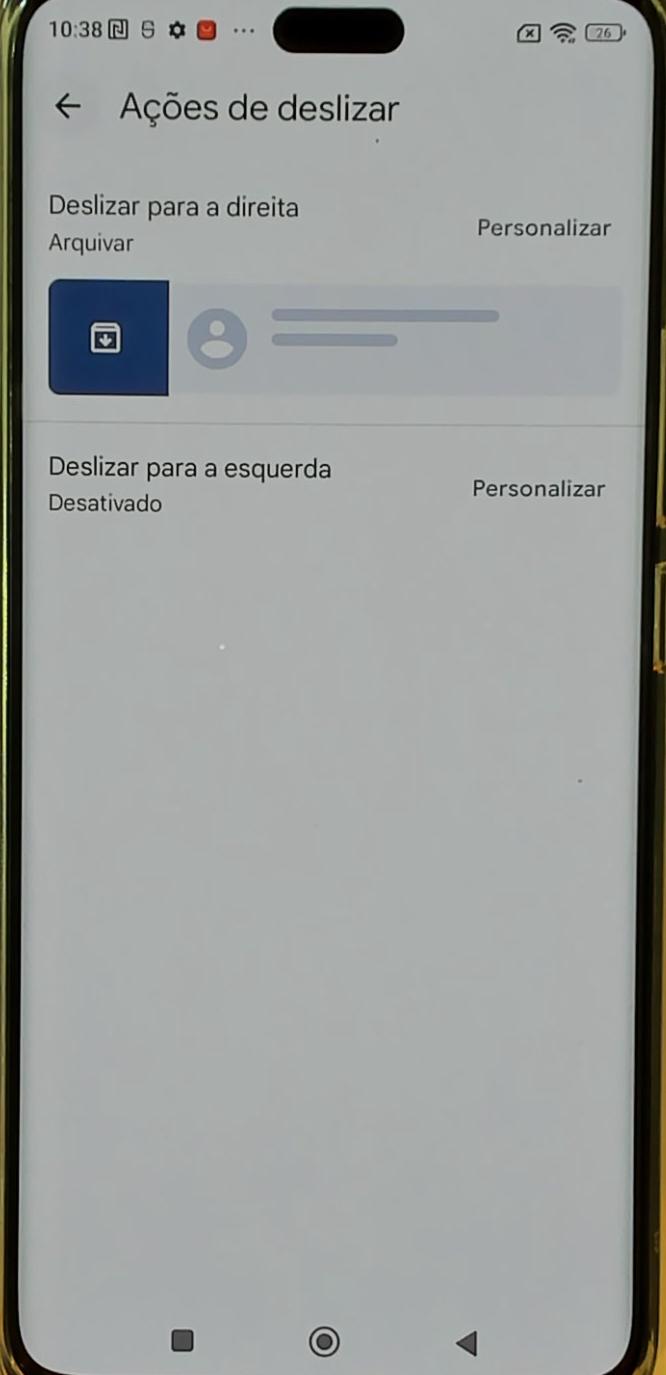 10:38
26
Ações de deslizar
Deslizar para a direita
Arquivar
Personalizar
Deslizar para a esquerda
Desativado
Personalizar